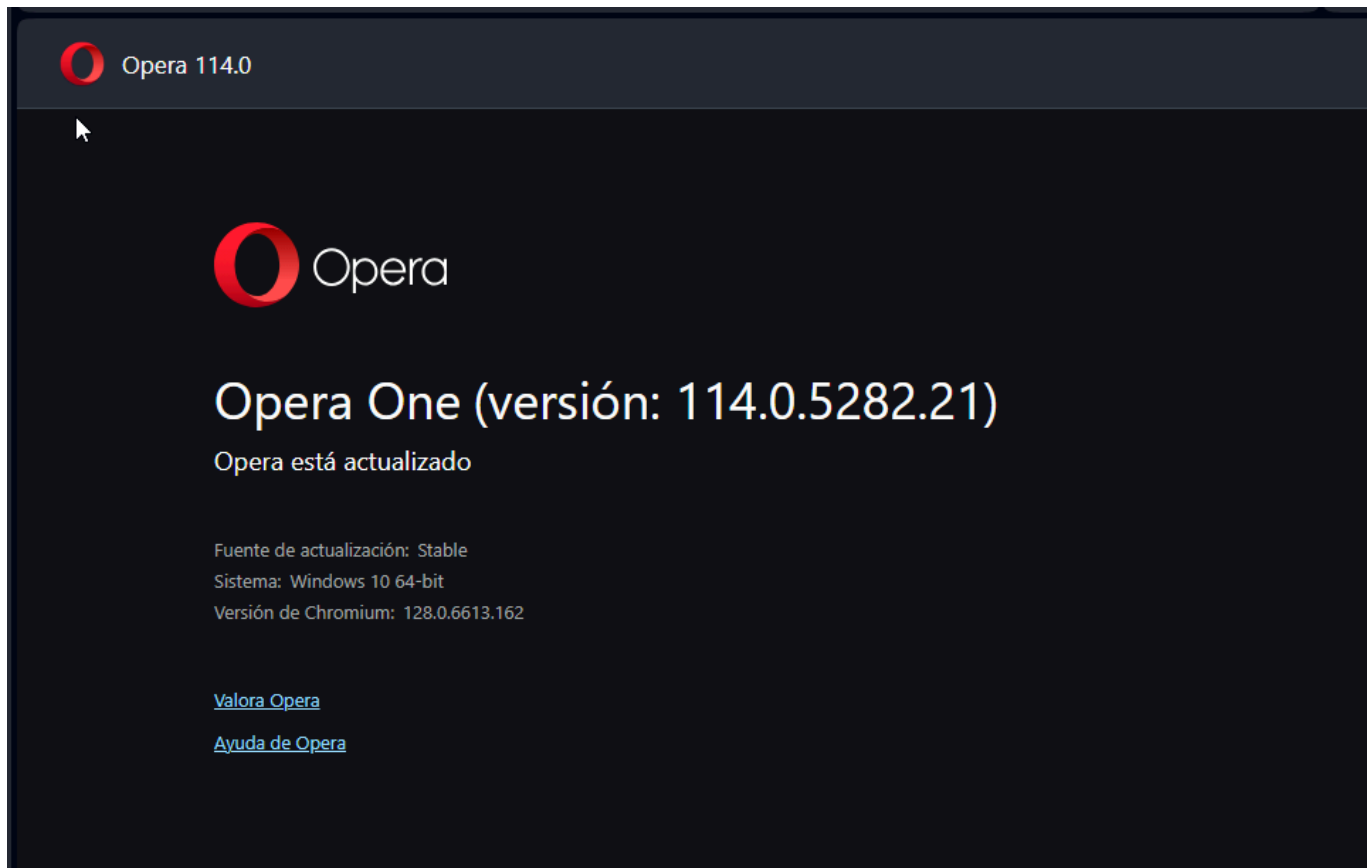 Opera 114.0
Opera
Opera One (versión: 114.0.5282.21)
Opera está actualizado
Fuente de actualización: Stable
Sistema: Windows 10 64-bit
Versión de Chromium: 128.0.6613.162
Valora Opera
Ayuda de Opera